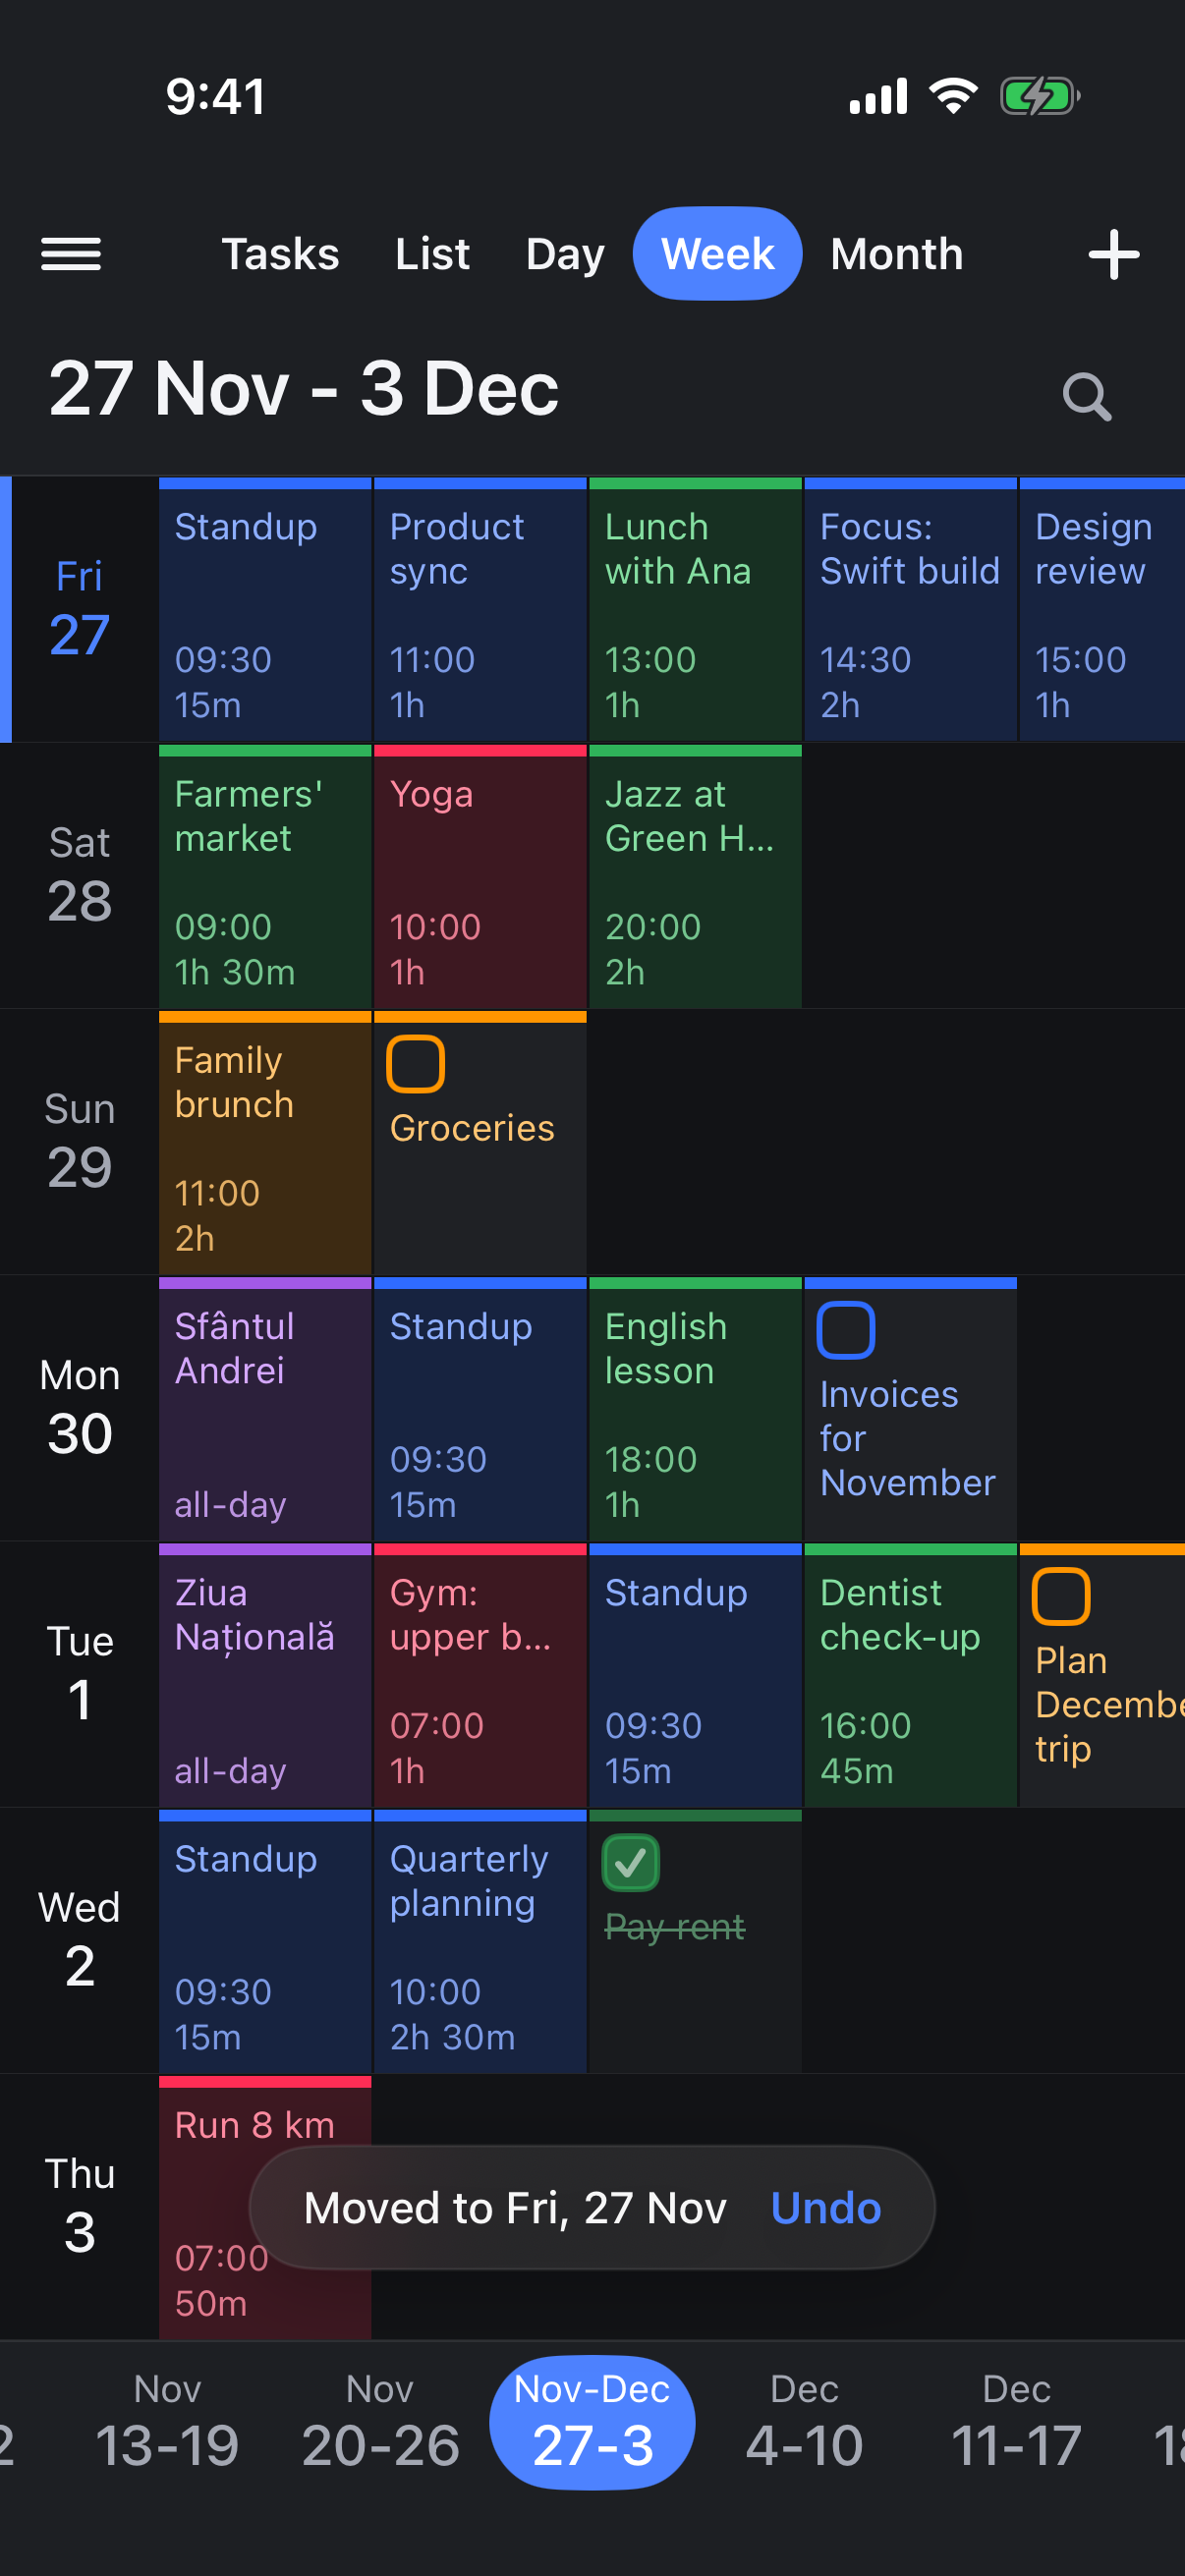 9:41
Tasks List Day Week Month
27 Nov - 3 Dec
Fri
27
Standup
09:30
15m
Product
sync
11:00
1h
Lunch
with Ana
13:00
1h
Focus:
Swift build
14:30
2h
Design
review
15:00
1h
Sat
28
Farmers'
market
09:00
1h 30m
Yoga
10:00
1h
Jazz at
Green H...
20:00
2h
Sun
29
Family
brunch
11:00
2h
Groceries
Mon
30
Sfântul
Andrei
all-day
Standup
09:30
15m
English
lesson
18:00
1h
Invoices
for
November
Tue
1
Ziua
Națională
all-day
Gym:
upper b...
07:00
1h
Standup
09:30
15m
Dentist
check-up
16:00
45m
Plan
Decembe
trip
Wed
2
Standup
09:30
15m
Quarterly
planning
10:00
2h 30m
Pay rent
Thu
3
Run 8 km
07:00
50m
Moved to Fri, 27 Nov Undo
Nov
13-19
Nov
20-26
Nov-Dec
27-3
Dec
4-10
Dec
11-17